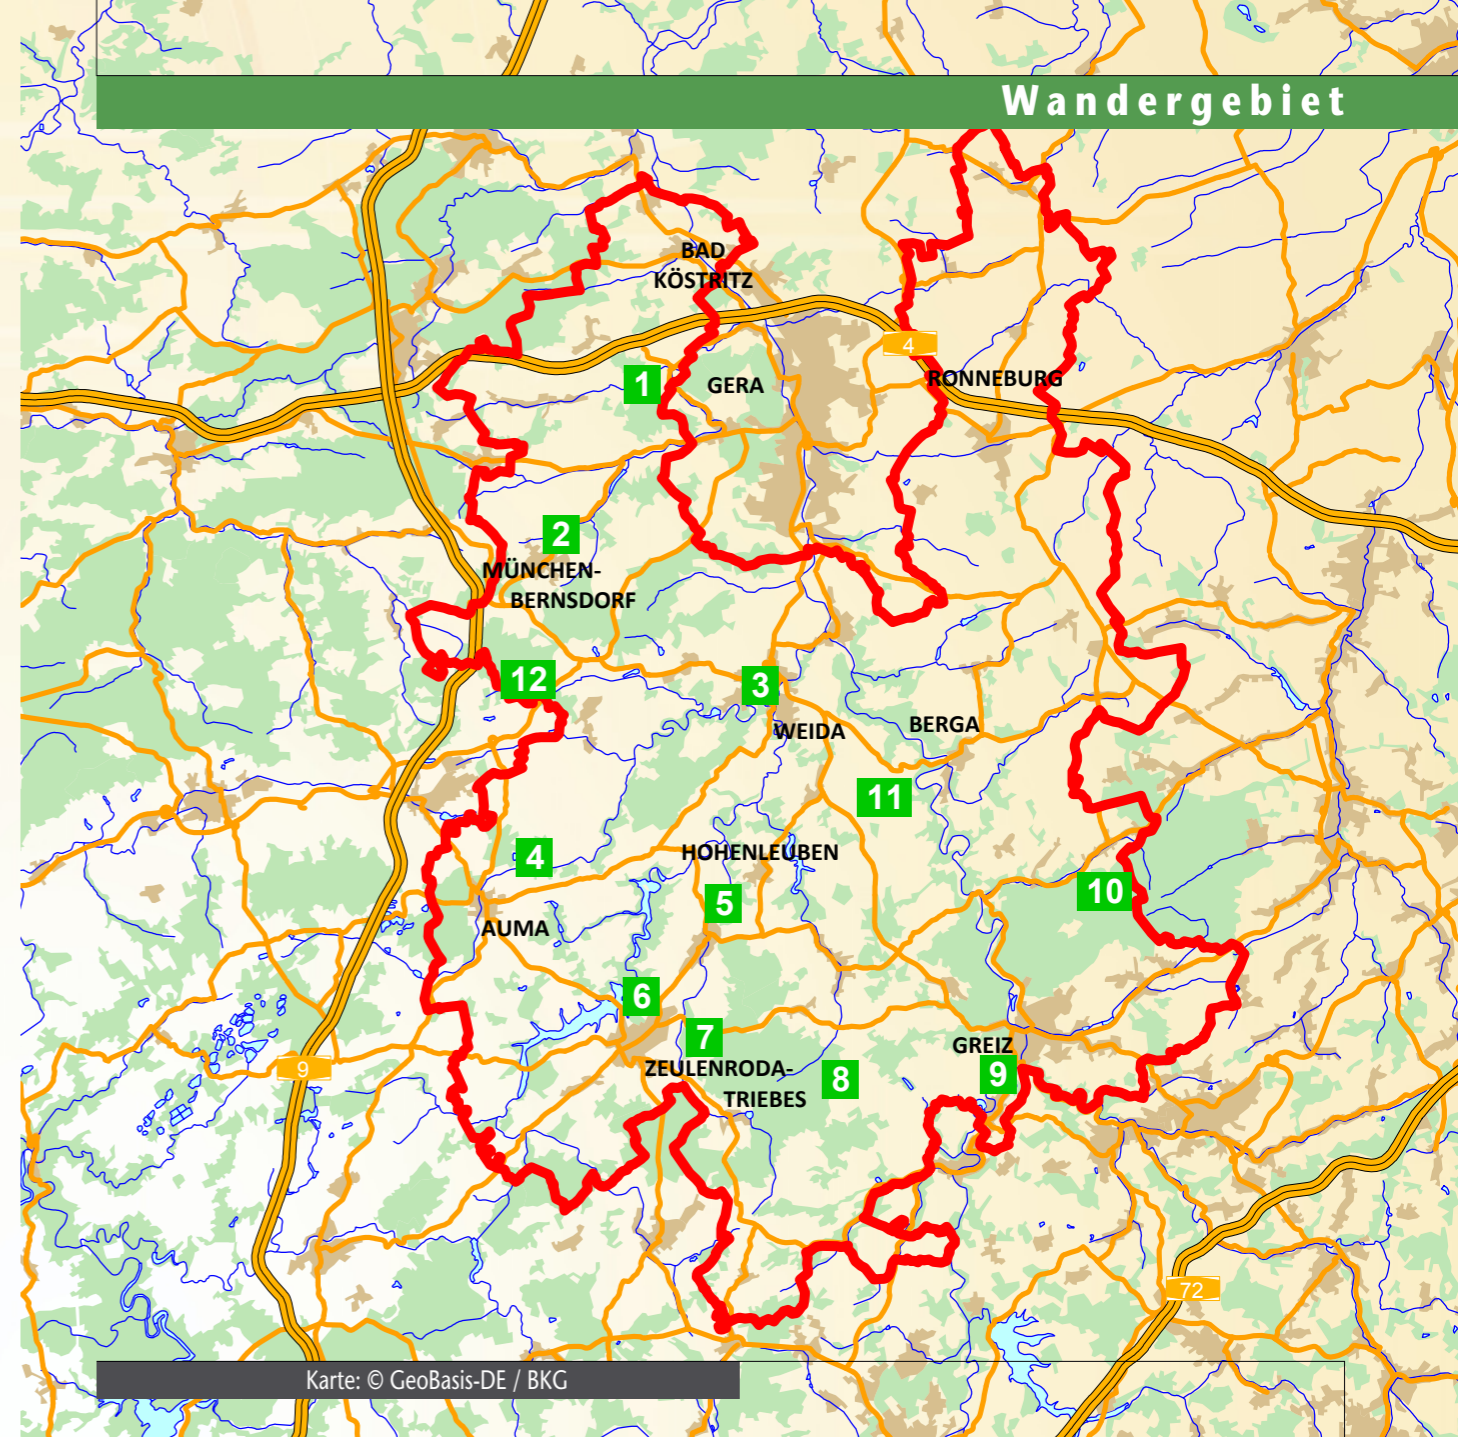 Wandergebiet
BAD
KÖSTRITZ
4
1
GERA
RONNEBURG
2
MÜNCHEN-
BERNSDORF
12
3
WEIDA
BERGA
11
4
HOHENLEUBEN
5
10
AUMA
6
7
GREIZ
9
ZEULENRODA-
TRIEBES
8
9
72
Karte: © GeoBasis-DE / BKG